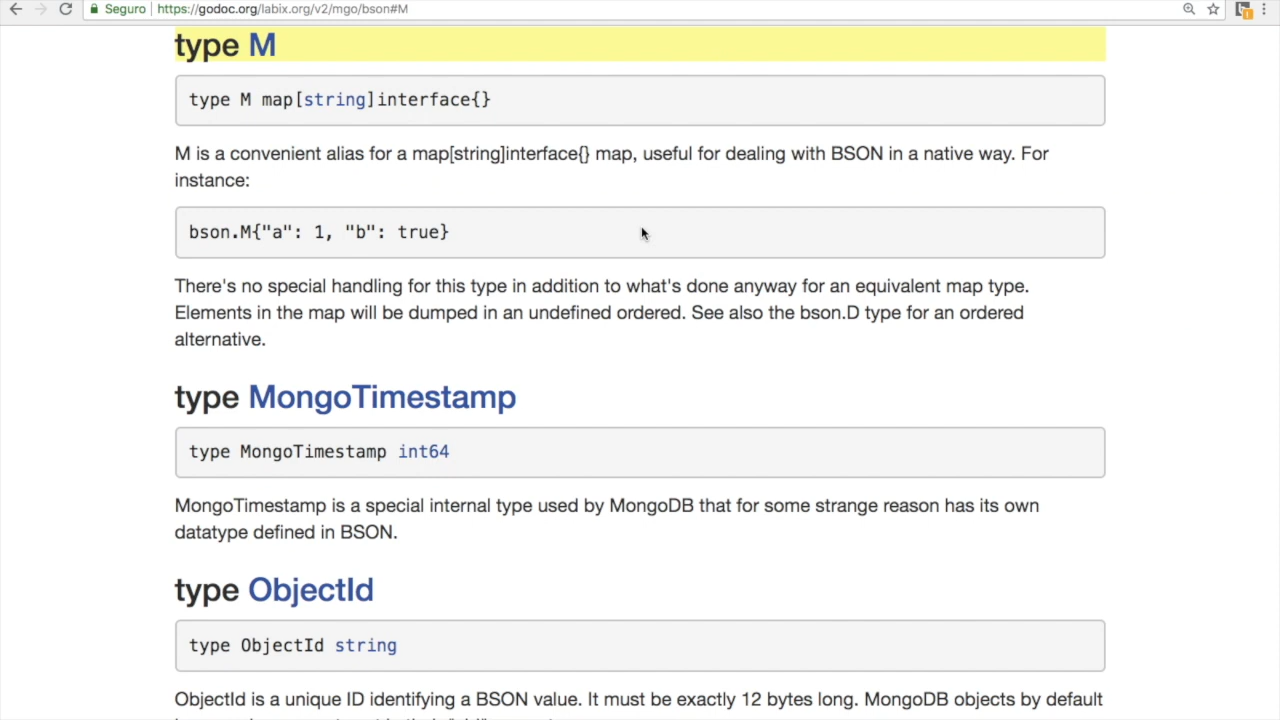 Seguro https://godoc.org/labix.org/v2/mgo/bson#M
type M
type M map[string]interface{}
M is a convenient alias for a map[string]interface{} map, useful for dealing with BSON in a native way. For
instance:
bson.M{"a": 1, "b": true}
There's no special handling for this type in addition to what's done anyway for an equivalent map type.
Elements in the map will be dumped in an undefined ordered. See also the bson.D type for an ordered
alternative.
type MongoTimestamp
type MongoTimestamp int64
MongoTimestamp is a special internal type used by MongoDB that for some strange reason has its own
datatype defined in BSON.
type ObjectId
type ObjectId string
ObjectId is a unique ID identifying a BSON value. It must be exactly 12 bytes long. MongoDB objects by default